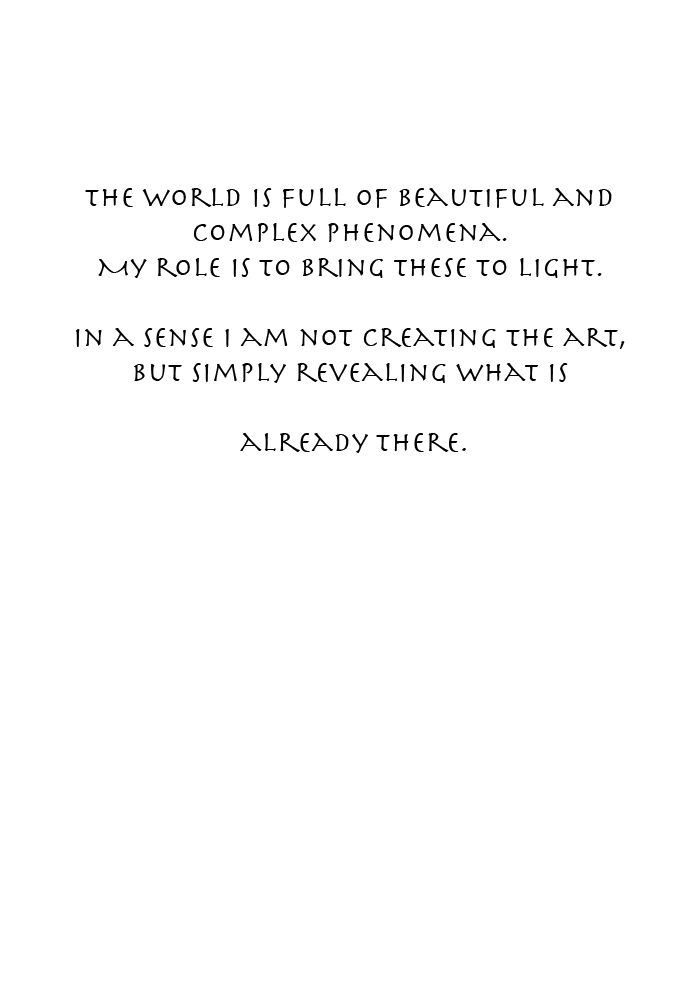 THE WORLD IS FULL OF BEAUTIFUL AND
COMPLEX PHENOMENA.
MY ROLE IS TO BRING THESE TO LIGHT.
IN A SENSE I AM NOT CREATING THE ART,
BUT SIMPLY REVEALING WHAT IS
ALREADY THERE.